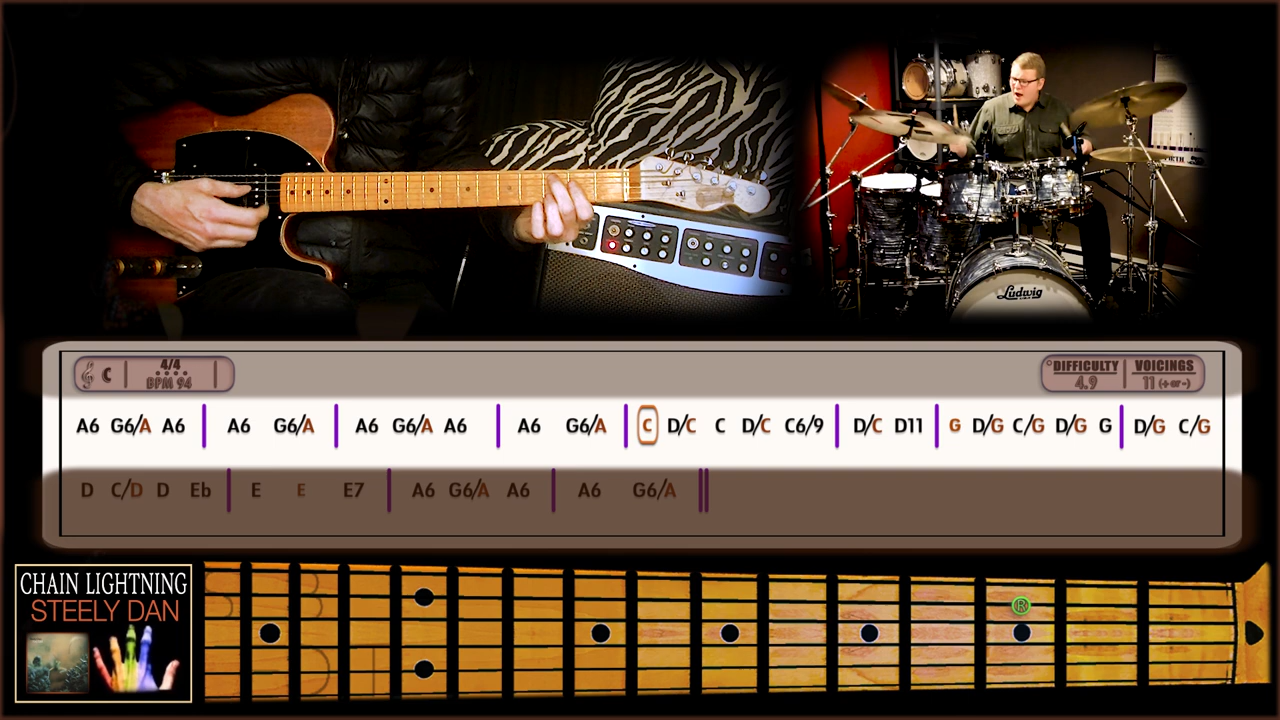 Ludwig
C 4/4 BPM 94
DIFFICULTY 4.9 VOICINGS 11 (+ or -)
A6 G6/A A6 | A6 G6/A | A6 G6/A A6 | A6 G6/A | C D/C C D/C C6/9 | D/C D11 | G D/G C/G D/G G | D/G C/G
D C/D D Eb | E E E7 | A6 G6/A A6 | A6 G6/A ||
CHAIN LIGHTNING
STEELY DAN
®